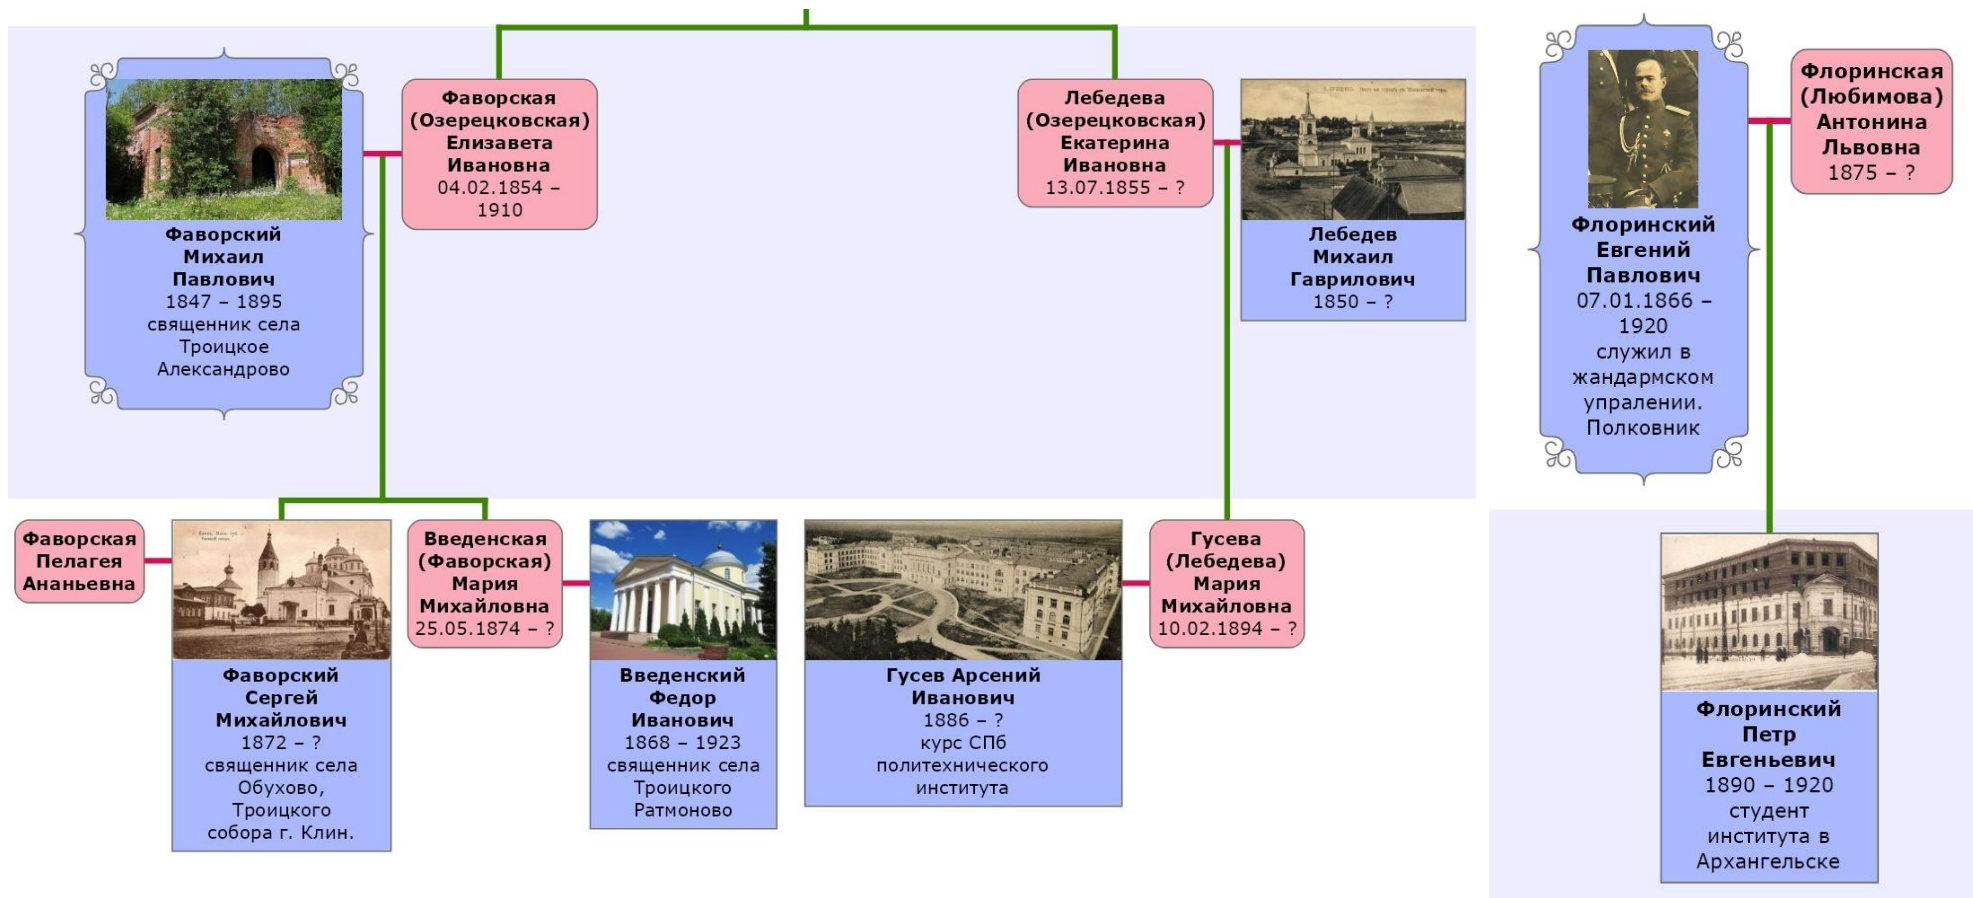 Фаворский
Михаил
Павлович
1847 – 1895
священник села
Троицкое
Александрово
Фаворская
(Озерецковская)
Елизавета
Ивановна
04.02.1854 –
1910
Лебедева
(Озерецковская)
Екатерина
Ивановна
13.07.1855 – ?
Лебедев
Михаил
Гаврилович
1850 – ?
Флоринский
Евгений
Павлович
07.01.1866 –
1920
служил в
жандармском
упралении.
Полковник
Флоринская
(Любимова)
Антонина
Львовна
1875 – ?
Фаворская
Пелагея
Ананьевна
Фаворский
Сергей
Михайлович
1872 – ?
священник села
Обухово,
Троицкого
собора г. Клин.
Введенская
(Фаворская)
Мария
Михайловна
25.05.1874 – ?
Введенский
Федор
Иванович
1868 – 1923
священник села
Троицкого
Ратмоново
Гусев Арсений
Иванович
1886 – ?
курс СПб
политехнического
института
Гусева
(Лебедева)
Мария
Михайловна
10.02.1894 – ?
Флоринский
Петр
Евгеньевич
1890 – 1920
студент
института в
Архангельске